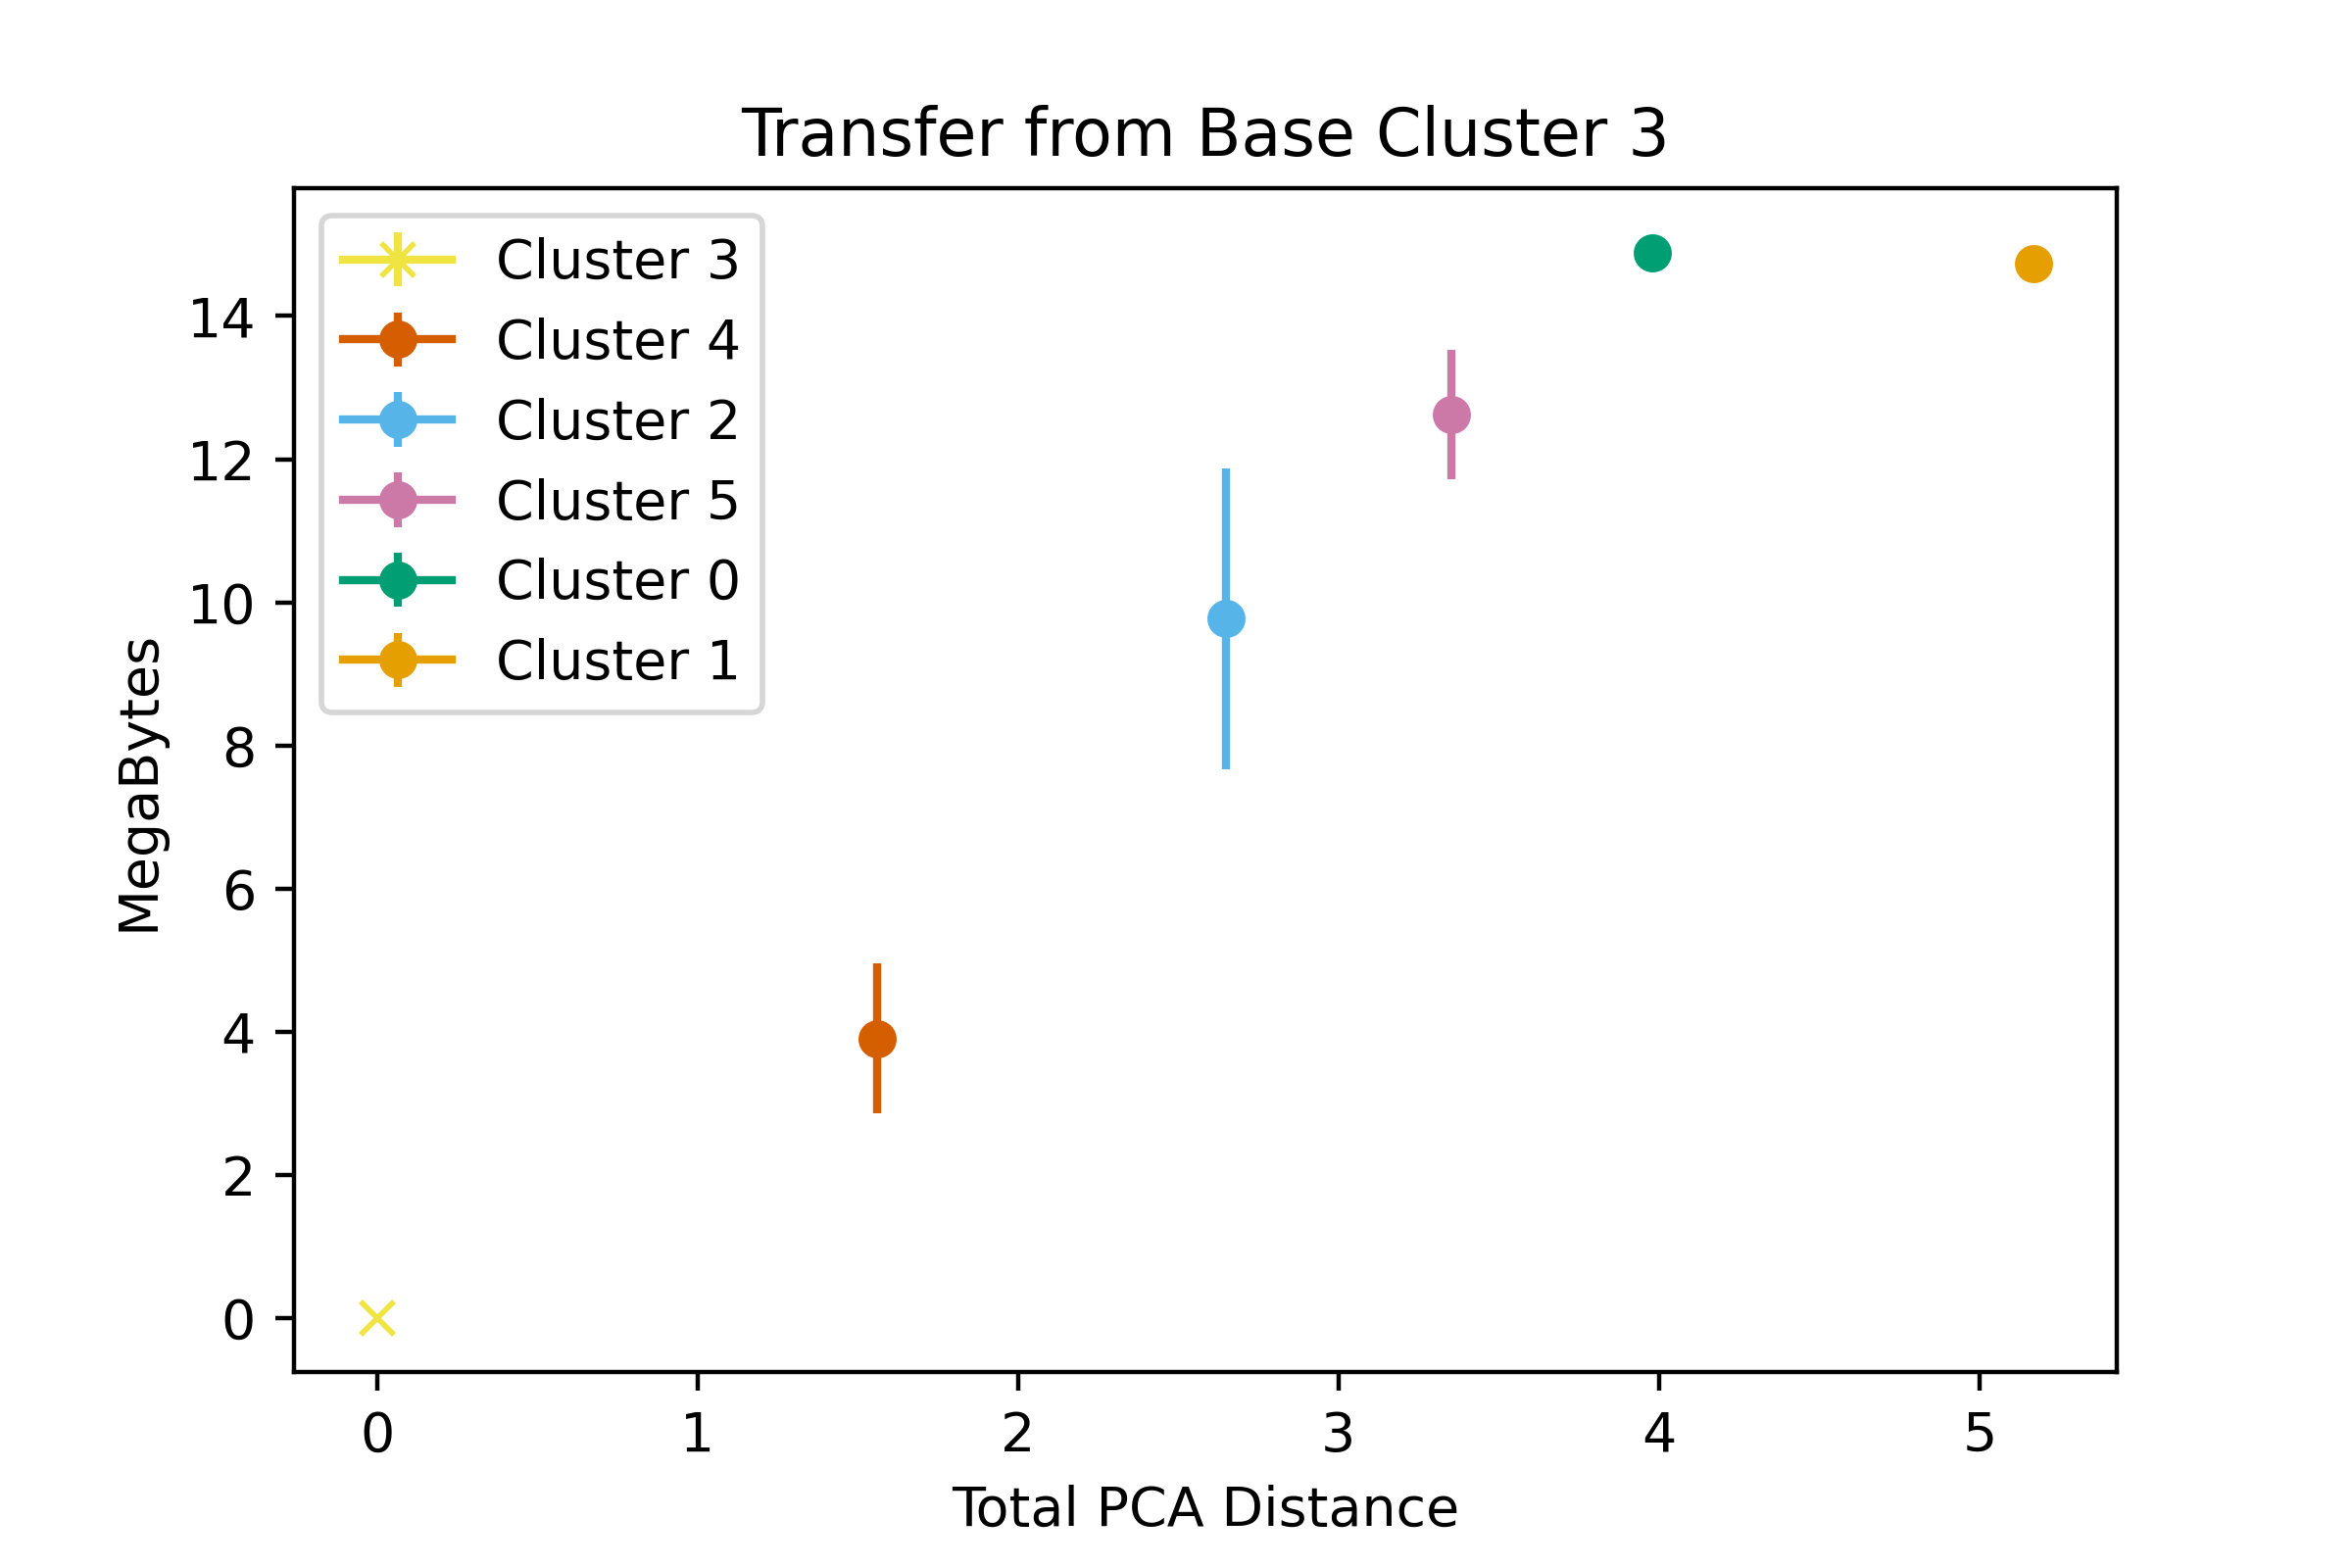 Transfer from Base Cluster 3
Cluster 3
Cluster 4
Cluster 2
Cluster 5
Cluster 0
Cluster 1
MegaBytes
14
12
10
8
6
4
2
0
0 1 2 3 4 5
Total PCA Distance